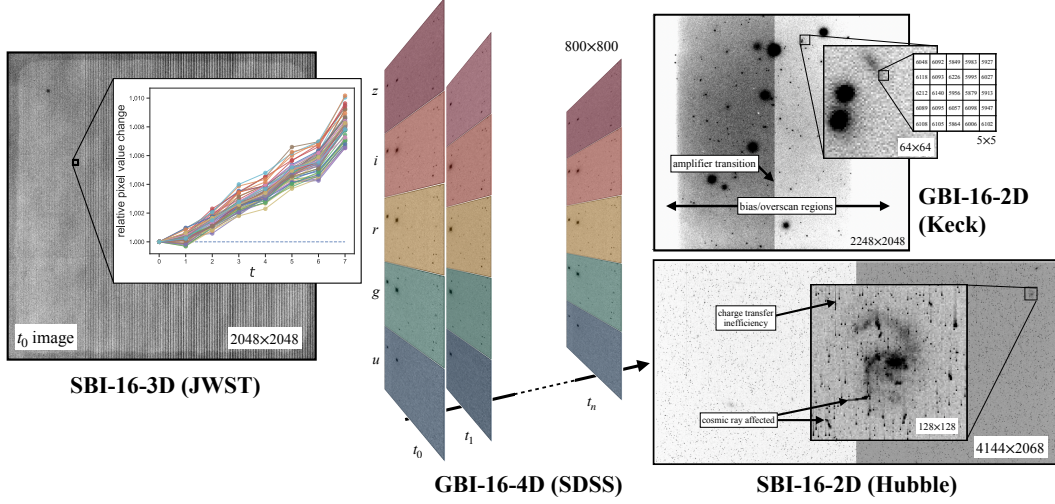 1,010
1,008
1,006
1,004
1,002
1,000
relative pixel value change
0 1 2 3 4 5 6 7
t
t0 image
2048×2048
SBI-16-3D (JWST)
800×800
z
i
r
g
u
t0
t1
tn
GBI-16-4D (SDSS)
6048 6092 5849 5983 5927
6118 6093 6226 5995 6027
6212 6140 5956 5879 5913
6089 6095 6057 6098 5947
6108 6105 5864 6006 6102
64×64
5×5
amplifier transition
bias/overscan regions
2248×2048
GBI-16-2D
(Keck)
charge transfer
inefficiency
cosmic ray affected
128×128
4144×2068
SBI-16-2D (Hubble)